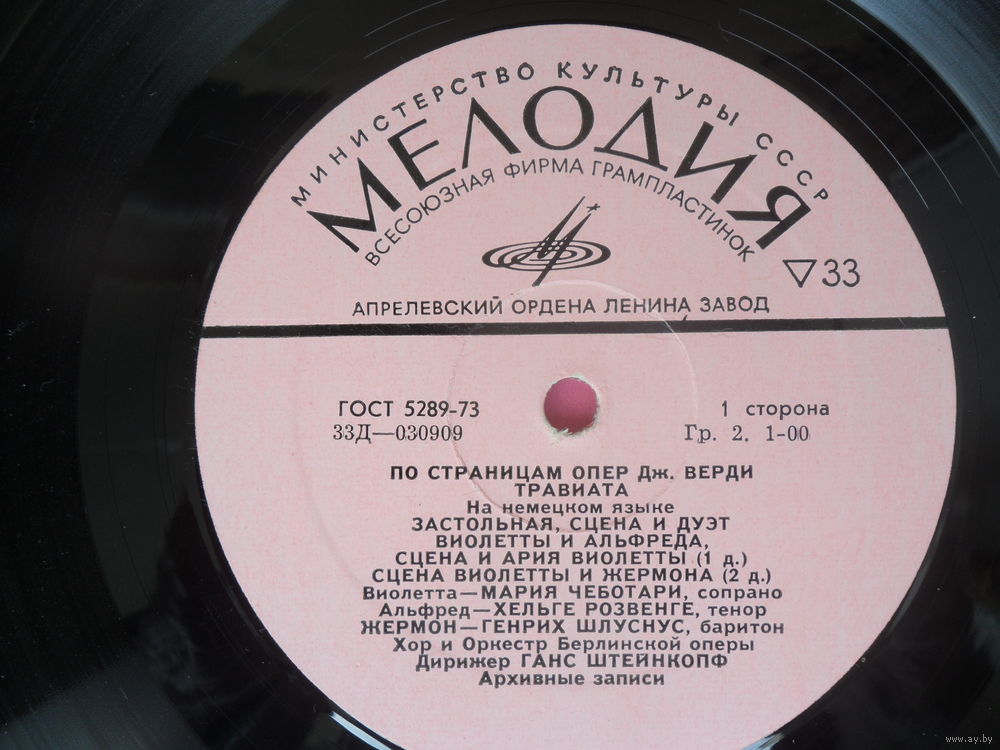 МИНИСТЕРСТВО КУЛЬТУРЫ СССР
МЕЛОДИЯ
ВСЕСОЮЗНАЯ ФИРМА ГРАМПЛАСТИНОК
33
АПРЕЛЕВСКИЙ ОРДЕНА ЛЕНИНА ЗАВОД
ГОСТ 5289-73
1 сторона
33Д—030909
Гр. 2. 1-00
ПО СТРАНИЦАМ ОПЕР Дж. ВЕРДИ
ТРАВИАТА
На немецком языке
ЗАСТОЛЬНАЯ, СЦЕНА И ДУЭТ
ВИОЛЕТТЫ И АЛЬФРЕДА,
СЦЕНА И АРИЯ ВИОЛЕТТЫ (1 д.)
СЦЕНА ВИОЛЕТТЫ И ЖЕРМОНА (2 д.)
Виолетта—МАРИЯ ЧЕБОТАРИ, сопрано
Альфред—ХЕЛЬГЕ РОЗВЕНГЕ, тенор
ЖЕРМОН—ГЕНРИХ ШЛУСНУС, баритон
Хор и Оркестр Берлинской оперы
Дирижер ГАНС ШТЕЙНКОПФ
Архивные записи
www.ay.by